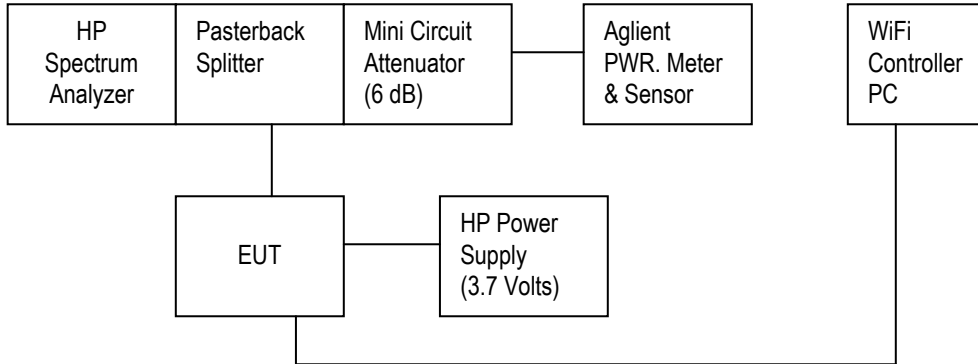 HP
Spectrum
Analyzer
Pasterback
Splitter
Mini Circuit
Attenuator
(6 dB)
Aglient
PWR. Meter
& Sensor
WiFi
Controller
PC
EUT
HP Power
Supply
(3.7 Volts)